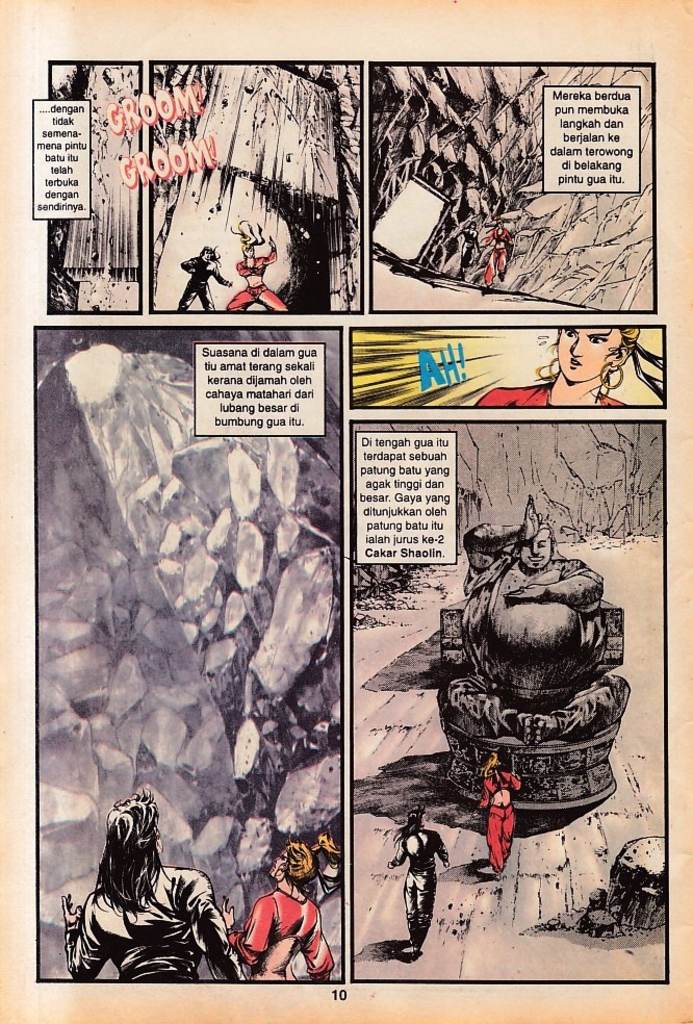 ....dengan
tidak
semena-
mena pintu
batu itu
telah
terbuka
dengan
sendirinya.
GROOM!
GROOM!
Mereka berdua
pun membuka
langkah dan
berjalan ke
dalam terowong
di belakang
pintu gua itu.
Suasana di dalam gua
tiu amat terang sekali
kerana dijamah oleh
cahaya matahari dari
lubang besar di
bumbung gua itu.
AH!
Di tengah gua itu
terdapat sebuah
patung batu yang
agak tinggi dan
besar. Gaya yang
ditunjukkan oleh
patung batu itu
ialah jurus ke-2
Cakar Shaolin.
10